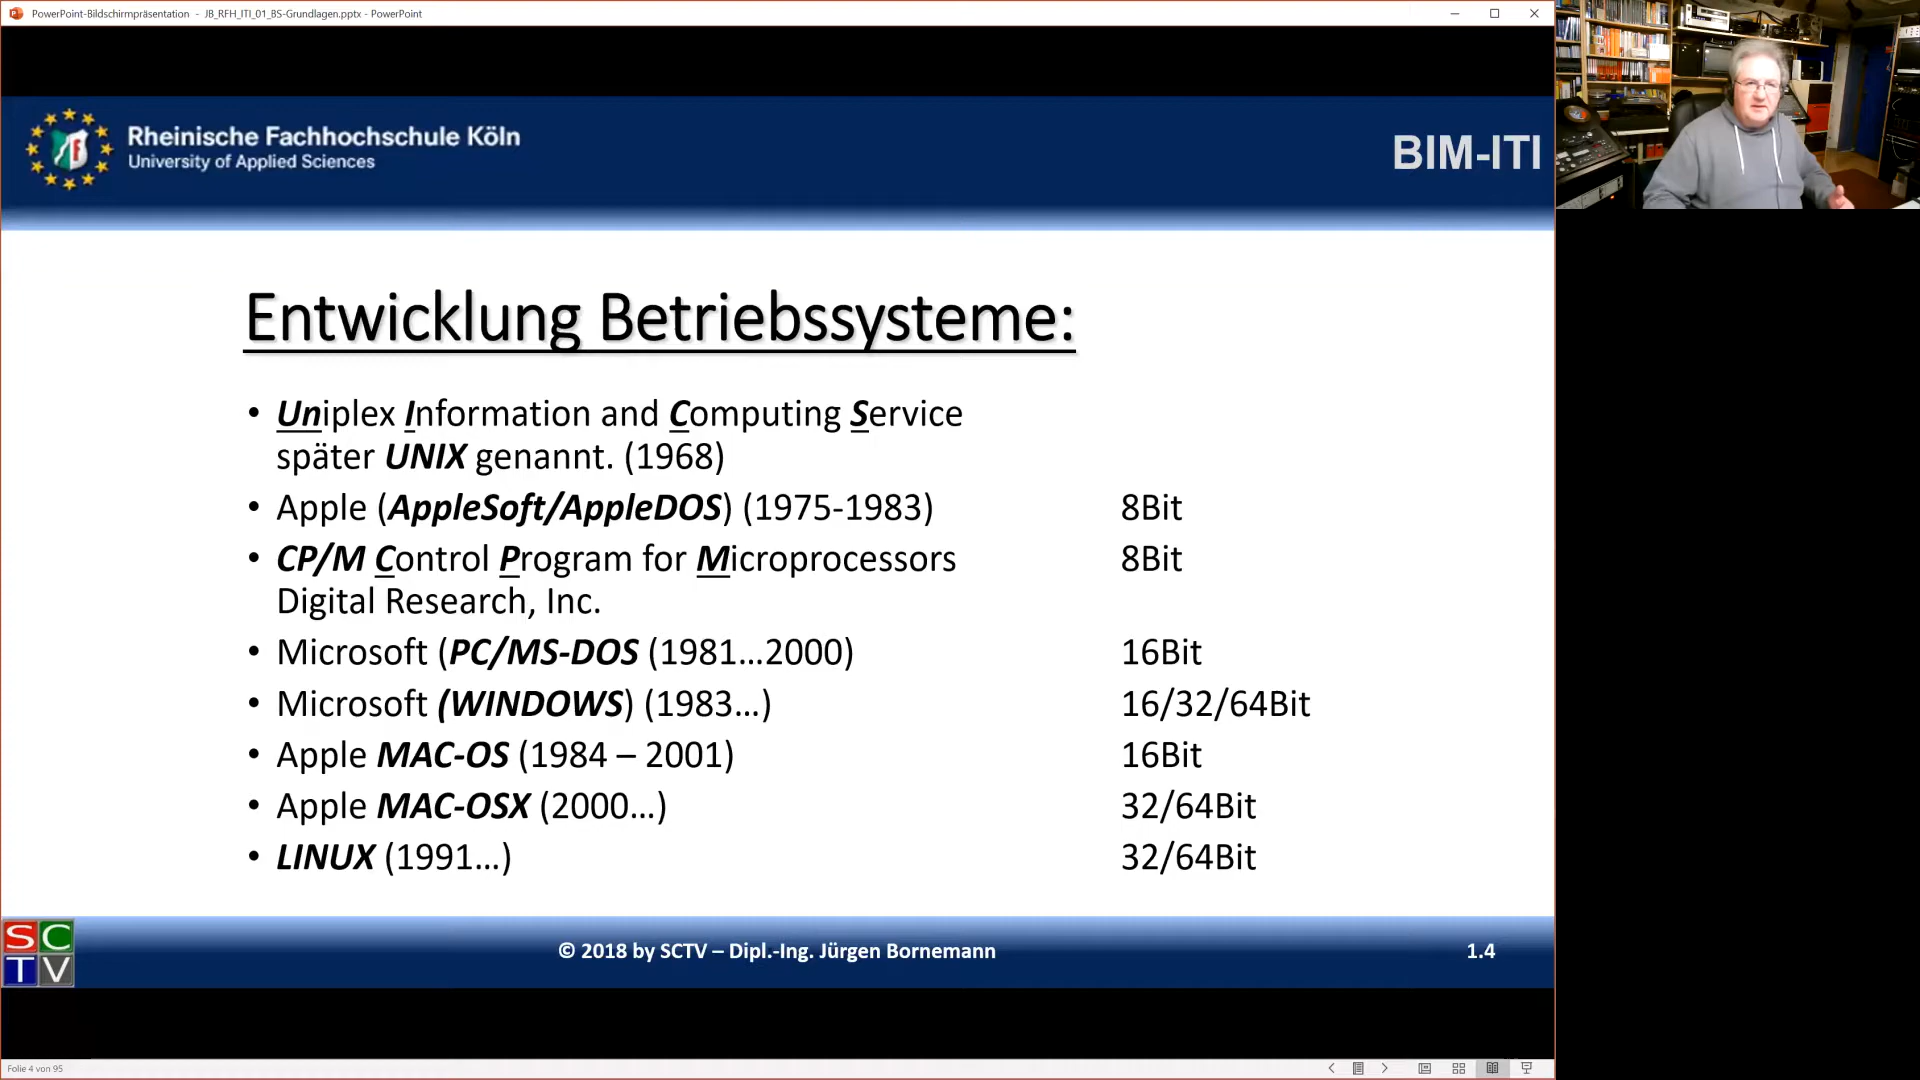 PowerPoint-Bildschirmpräsentation - JB_RFH_ITI_01_BS-Grundlagen.pptx - PowerPoint
Rheinische Fachhochschule Köln
University of Applied Sciences
BIM-ITI
Entwicklung Betriebssysteme:
• Uniplex Information and Computing Service
später UNIX genannt. (1968)
• Apple (AppleSoft/AppleDOS) (1975-1983) 8Bit
• CP/M Control Program for Microprocessors 8Bit
Digital Research, Inc.
• Microsoft (PC/MS-DOS (1981...2000) 16Bit
• Microsoft (WINDOWS) (1983...) 16/32/64Bit
• Apple MAC-OS (1984 – 2001) 16Bit
• Apple MAC-OSX (2000...) 32/64Bit
• LINUX (1991...) 32/64Bit
SC
TV
© 2018 by SCTV – Dipl.-Ing. Jürgen Bornemann
1.4
Folie 4 von 95